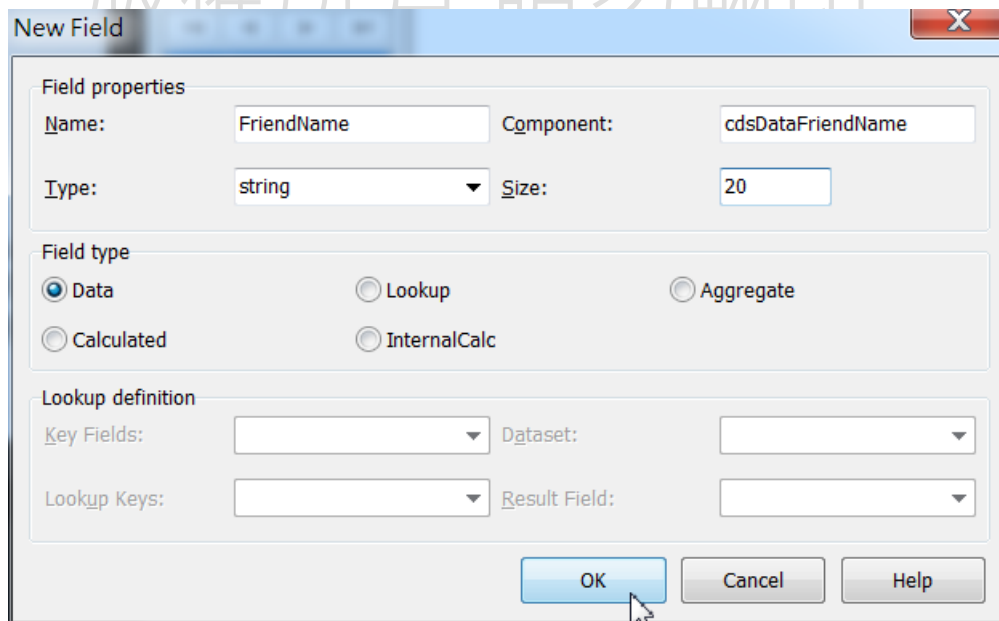 New Field
Field properties
Name: FriendName Component: cdsDataFriendName
Type: string Size: 20
Field type
Data Lookup Aggregate
Calculated InternalCalc
Lookup definition
Key Fields: Dataset:
Lookup Keys: Result Field:
OK Cancel Help